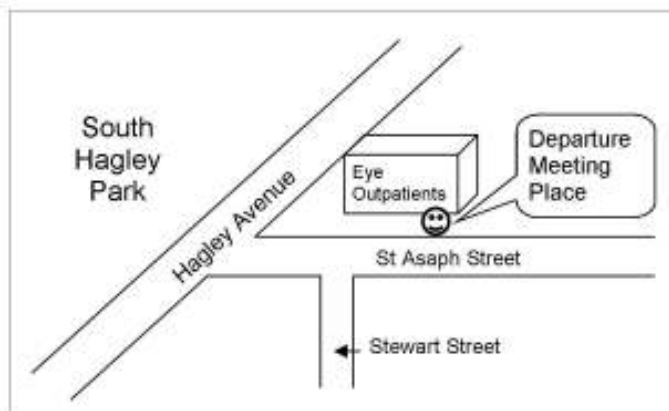 South
Hagley
Park
Hagley Avenue
Eye
Outpatients
Departure
Meeting
Place
St Asaph Street
Stewart Street